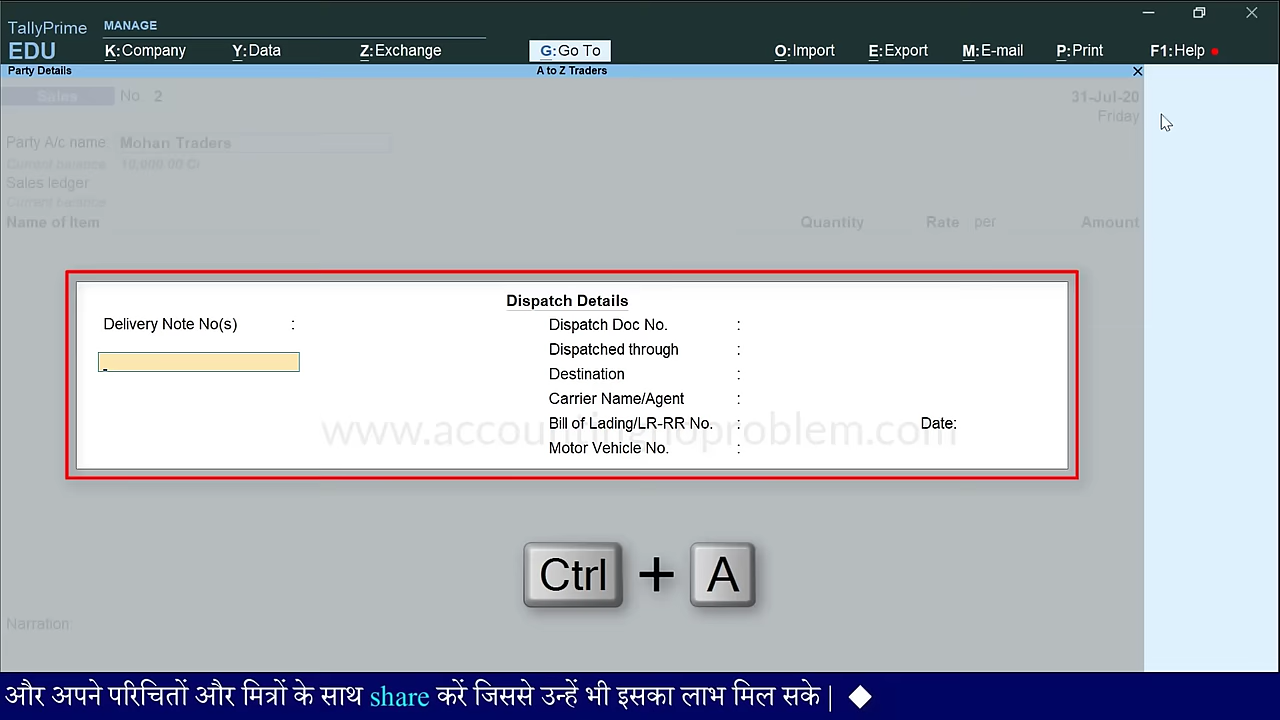 TallyPrime MANAGE
EDU K:Company Y:Data Z:Exchange G:Go To O:Import E:Export M:E-mail P:Print F1:Help
Party Details A to Z Traders
Sales No. 2 31-Jul-20
Friday
Party A/c name Mohan Traders
Current balance 10,000.00 Cr
Sales ledger
Current balance
Name of Item Quantity Rate per Amount
Dispatch Details
Delivery Note No(s) : Dispatch Doc No. :
Dispatched through :
Destination :
Carrier Name/Agent :
www.accountingnoproblem.com
Bill of Lading/LR-RR No. : Date:
Motor Vehicle No. :
Ctrl + A
Narration:
और अपने परिचितों और मित्रों के साथ share करें जिससे उन्हें भी इसका लाभ मिल सके |